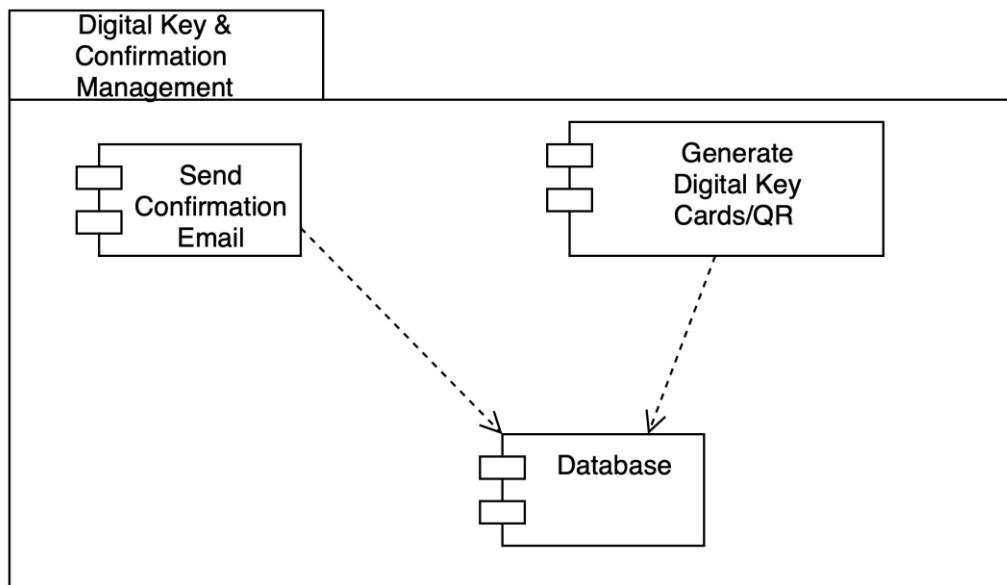 Digital Key &
Confirmation
Management
Send
Confirmation
Email
Generate
Digital Key
Cards/QR
Database